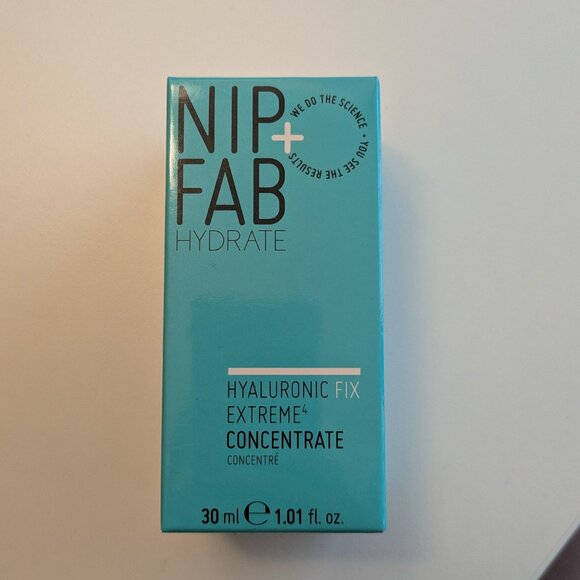 NIP+
FAB
HYDRATE
WE DO THE SCIENCE • YOU SEE THE RESULTS
HYALURONIC FIX
EXTREME⁴
CONCENTRATE
CONCENTRÉ
30 ml ℮ 1.01 fl. oz.